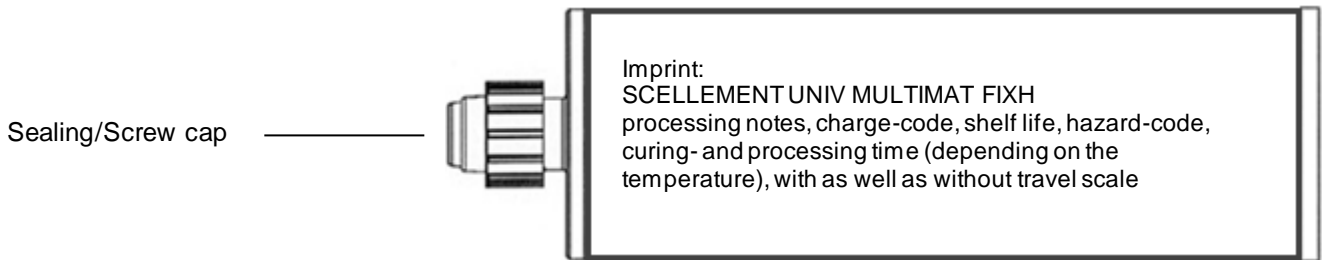 Sealing/Screw cap
Imprint:
SCELLEMENT UNIV MULTIMAT FIXH
processing notes, charge-code, shelf life, hazard-code,
curing- and processing time (depending on the
temperature), with as well as without travel scale